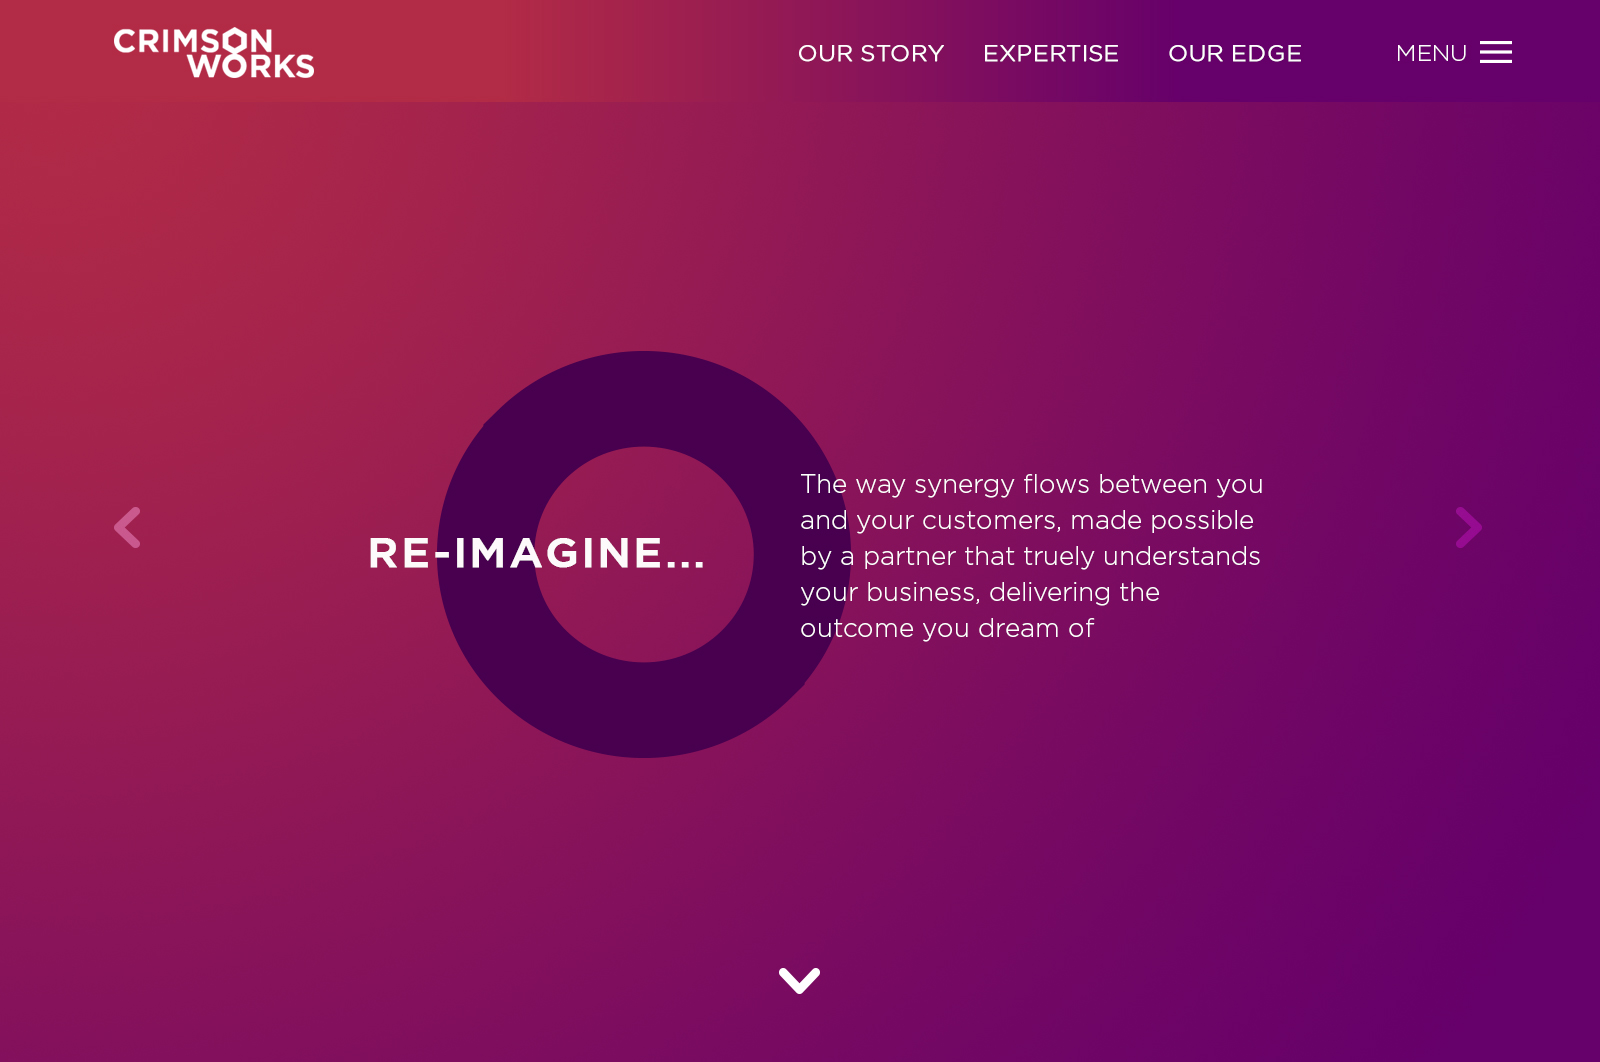 CRIMSON
WORKS
OUR STORY
EXPERTISE
OUR EDGE
MENU
RE-IMAGINE...
The way synergy flows between you
and your customers, made possible
by a partner that truely understands
your business, delivering the
outcome you dream of